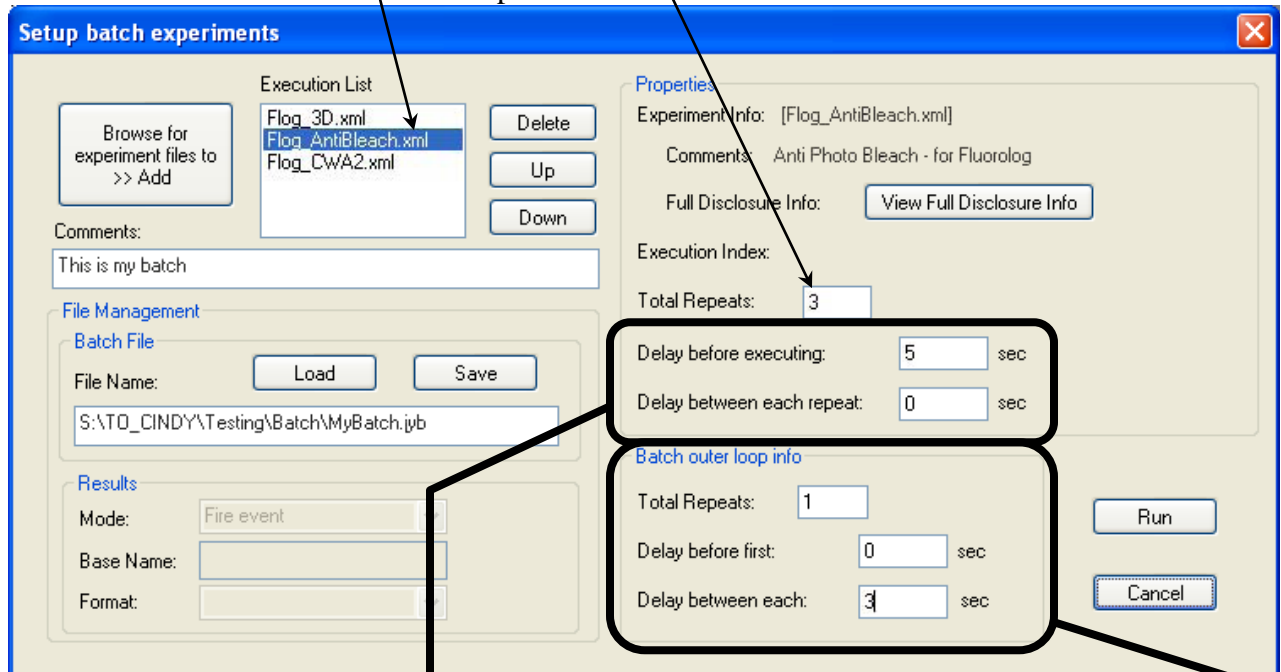 Setup batch experiments
Execution List
Browse for
experiment files to
>> Add
Flog_3D.xml
Flog_AntiBleach.xml
Flog_CWA2.xml
Delete
Up
Down
Comments:
This is my batch
File Management
Batch File
File Name:
Load
Save
S:\TO_CINDY\Testing\Batch\MyBatch.jyb
Results
Mode:
Fire event
Base Name:
Format:
Properties
Experiment Info: [Flog_AntiBleach.xml]
Comments: Anti Photo Bleach - for Fluorolog
Full Disclosure Info: View Full Disclosure Info
Execution Index:
Total Repeats: 3
Delay before executing: 5 sec
Delay between each repeat: 0 sec
Batch outer loop info
Total Repeats: 1
Delay before first: 0 sec
Delay between each: 3 sec
Run
Cancel